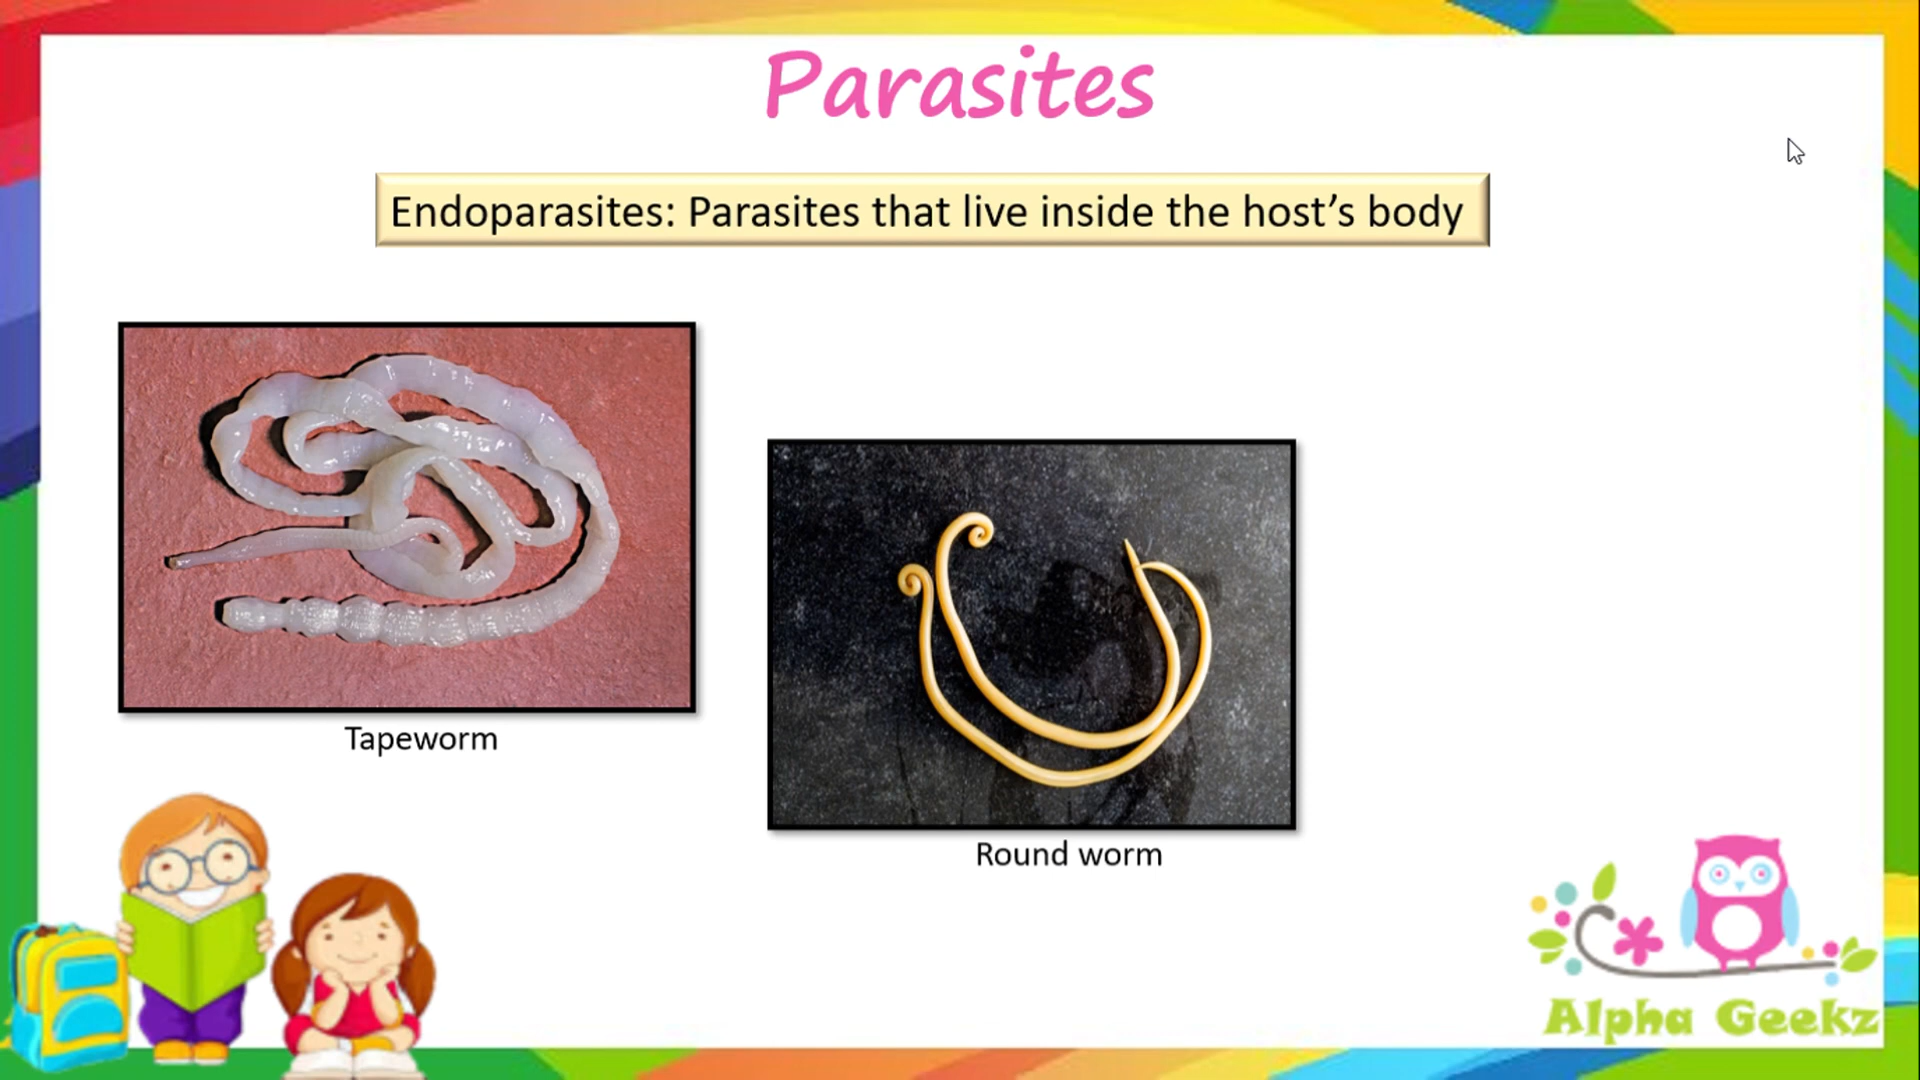 Parasites
Endoparasites: Parasites that live inside the host’s body
Tapeworm
Round worm
Alpha Geekz